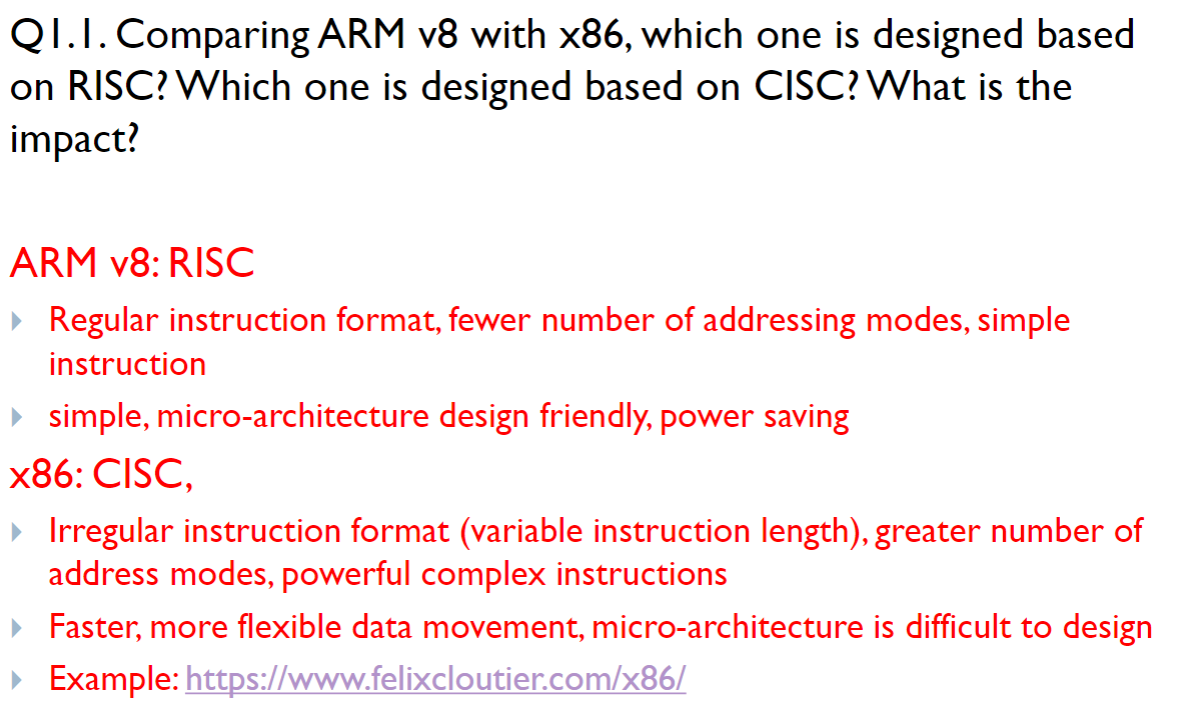 Q1.1. Comparing ARM v8 with x86, which one is designed based
on RISC? Which one is designed based on CISC? What is the
impact?
ARM v8: RISC
Regular instruction format, fewer number of addressing modes, simple
instruction
simple, micro-architecture design friendly, power saving
x86: CISC,
Irregular instruction format (variable instruction length), greater number of
address modes, powerful complex instructions
Faster, more flexible data movement, micro-architecture is difficult to design
Example: https://www.felixcloutier.com/x86/